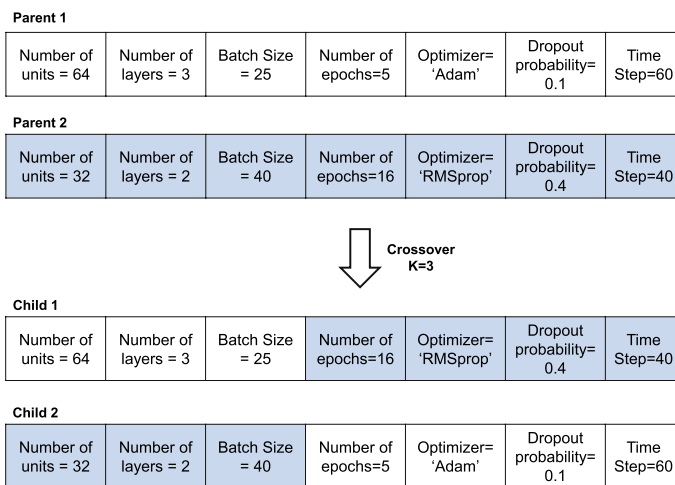 Parent 1
Number of units = 64 Number of layers = 3 Batch Size = 25 Number of epochs=5 Optimizer= ‘Adam’ Dropout probability= 0.1 Time Step=60
Parent 2
Number of units = 32 Number of layers = 2 Batch Size = 40 Number of epochs=16 Optimizer= ‘RMSprop’ Dropout probability= 0.4 Time Step=40
Crossover
K=3
Child 1
Number of units = 64 Number of layers = 3 Batch Size = 25 Number of epochs=16 Optimizer= ‘RMSprop’ Dropout probability= 0.4 Time Step=40
Child 2
Number of units = 32 Number of layers = 2 Batch Size = 40 Number of epochs=5 Optimizer= ‘Adam’ Dropout probability= 0.1 Time Step=60